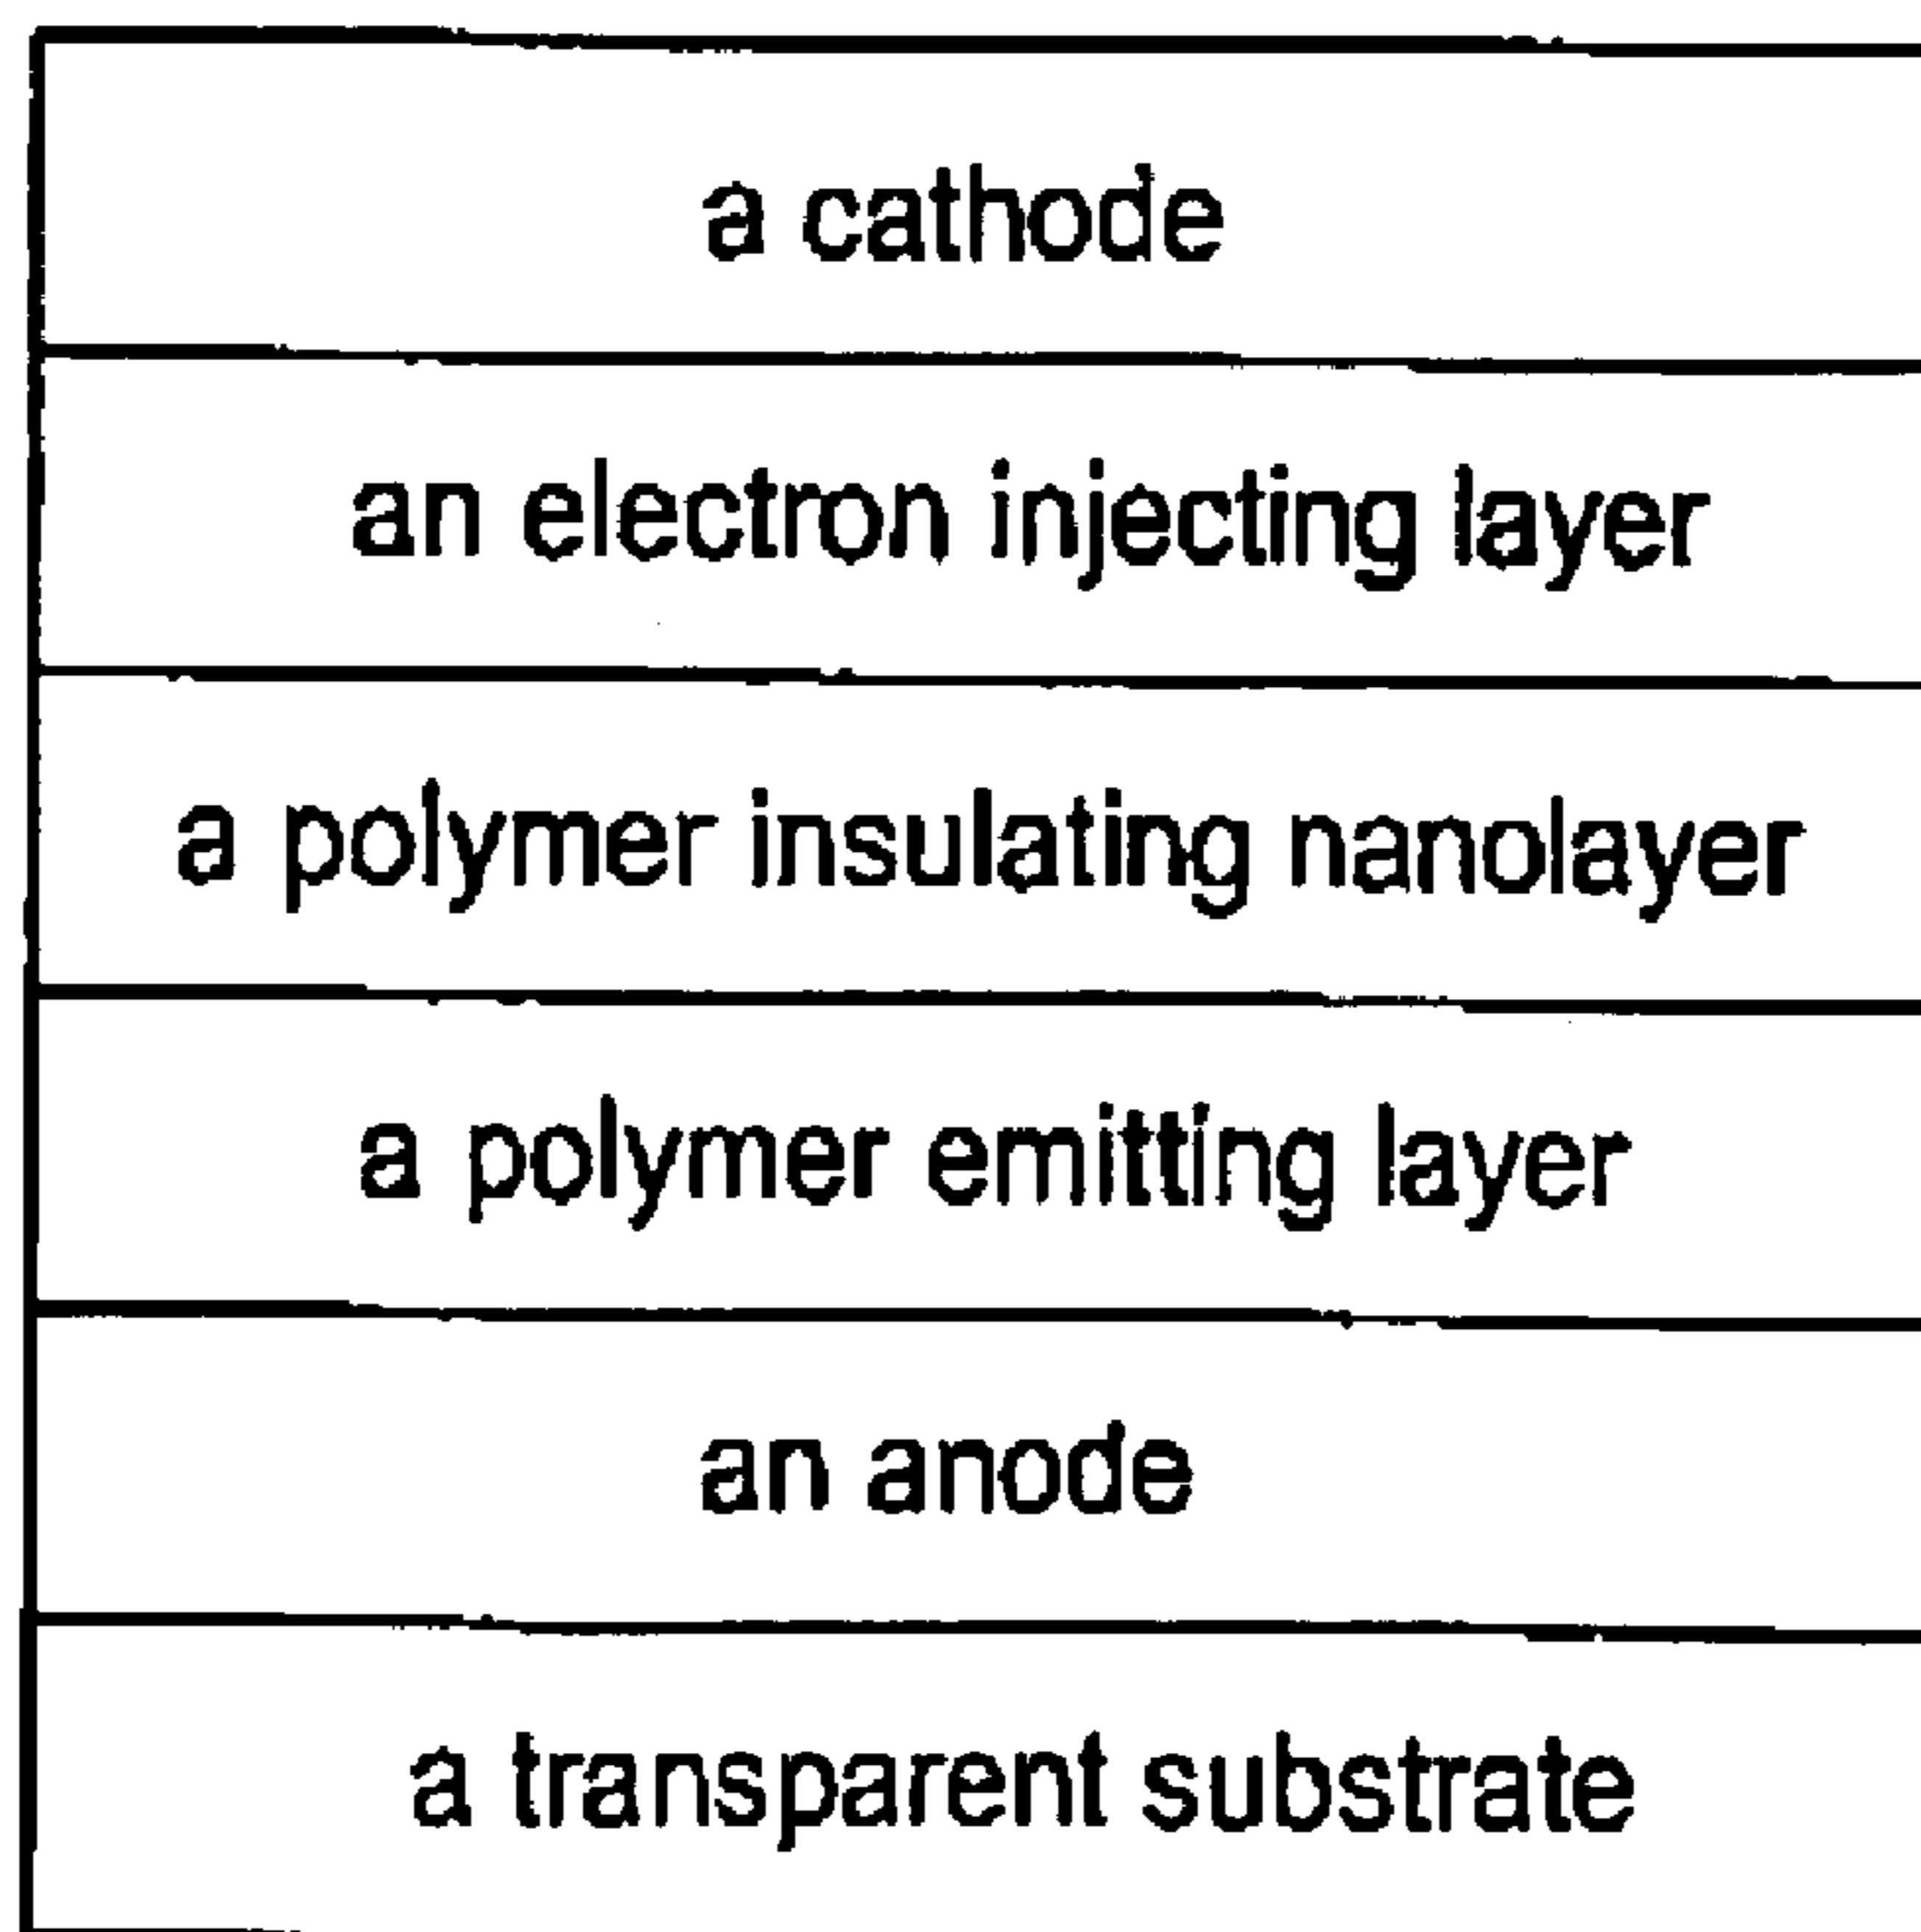 a cathode
an electron injecting layer
a polymer insulating nanolayer
a polymer emitting layer
an anode
a transparent substrate